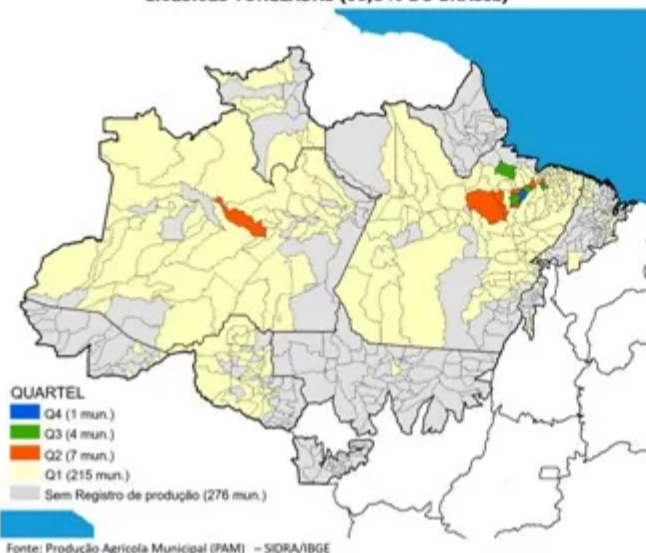 QUARTEL
Q4 (1 mun.)
Q3 (4 mun.)
Q2 (7 mun.)
Q1 (215 mun.)
Sem Registro de produção (276 mun.)
Fonte: Produção Agrícola Municipal (PAM) – SIDRA/IBGE